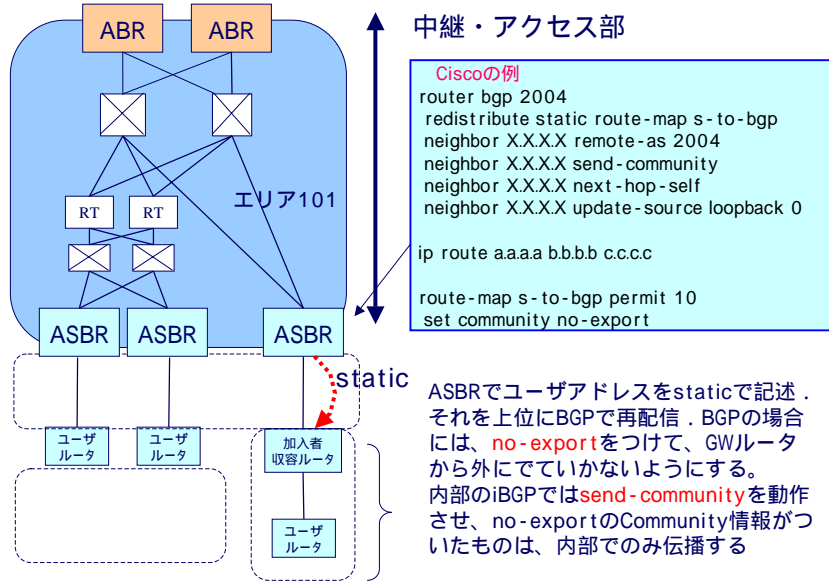 ABR
ABR
中継・アクセス部
エリア101
RT
RT
ASBR
ASBR
ASBR
static
ユーザ
ルータ
ユーザ
ルータ
加入者
収容ルータ
ユーザ
ルータ
Ciscoの例
router bgp 2004
redistribute static route-map s-to-bgp
neighbor X.X.X.X remote-as 2004
neighbor X.X.X.X send-community
neighbor X.X.X.X next-hop-self
neighbor X.X.X.X update-source loopback 0
ip route a.a.a.a b.b.b.b c.c.c.c
route-map s-to-bgp permit 10
set community no-export
ASBRでユーザアドレスをstaticで記述．
それを上位にBGPで再配信．BGPの場合
には、no-exportをつけて、GWルータ
から外にでていかないようにする。
内部のiBGPではsend-communityを動作
させ、no-exportのCommunity情報がつ
いたものは、内部でのみ伝播する